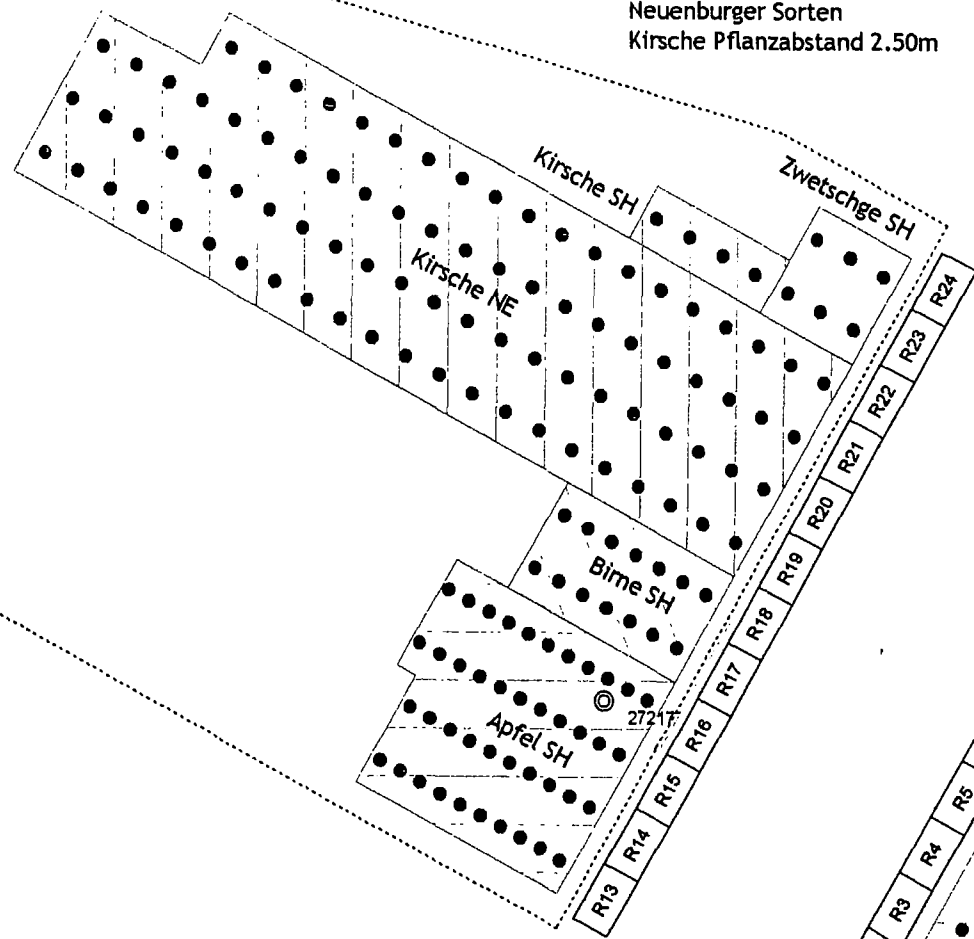 Neuenburger Sorten
Kirsche Pflanzabstand 2.50m
Kirsche SH
Zwetschge SH
Kirsche NE
Birne SH
Apfel SH
27217
R24
R23
R22
R21
R20
R19
R18
R17
R16
R15
R14
R13
R5
R4
R3